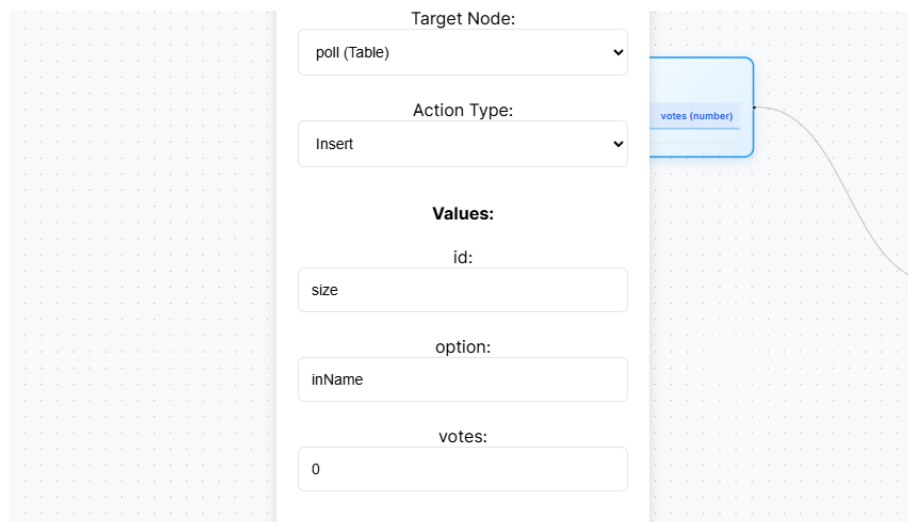 Target Node:
poll (Table)
votes (number)
Action Type:
Insert
Values:
id:
size
option:
inName
votes:
0